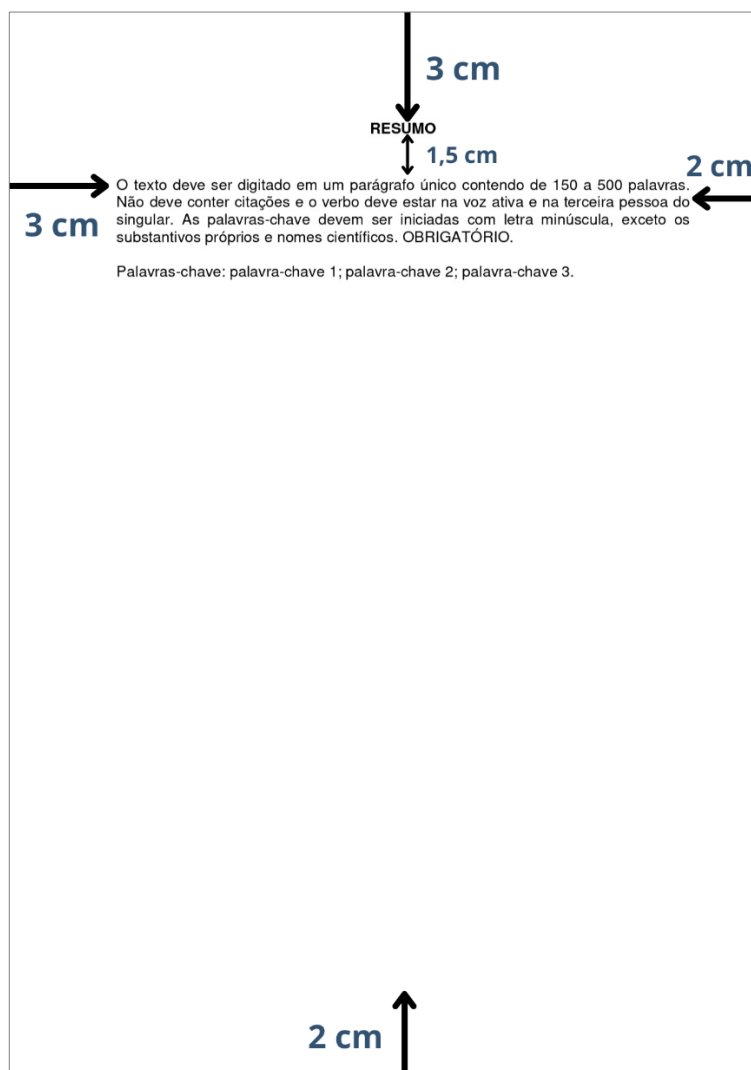 3 cm
RESUMO
1,5 cm
2 cm
3 cm
O texto deve ser digitado em um parágrafo único contendo de 150 a 500 palavras.
Não deve conter citações e o verbo deve estar na voz ativa e na terceira pessoa do
singular. As palavras-chave devem ser iniciadas com letra minúscula, exceto os
substantivos próprios e nomes científicos. OBRIGATÓRIO.
Palavras-chave: palavra-chave 1; palavra-chave 2; palavra-chave 3.
2 cm